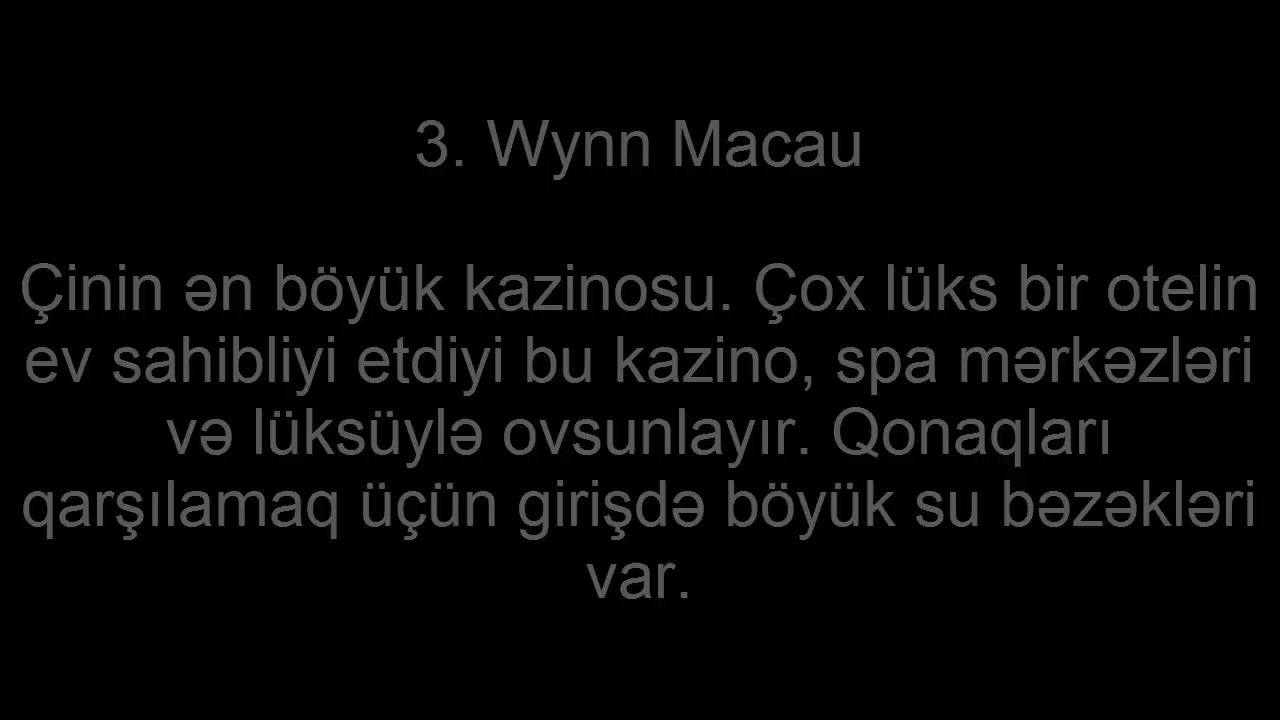 3. Wynn Macau
Çinin ən böyük kazinosu. Çox lüks bir otelin
ev sahibliyi etdiyi bu kazino, spa mərkəzləri
və lüksüylə ovsunlayır. Qonaqları
qarşılamaq üçün girişdə böyük su bəzəkləri
var.